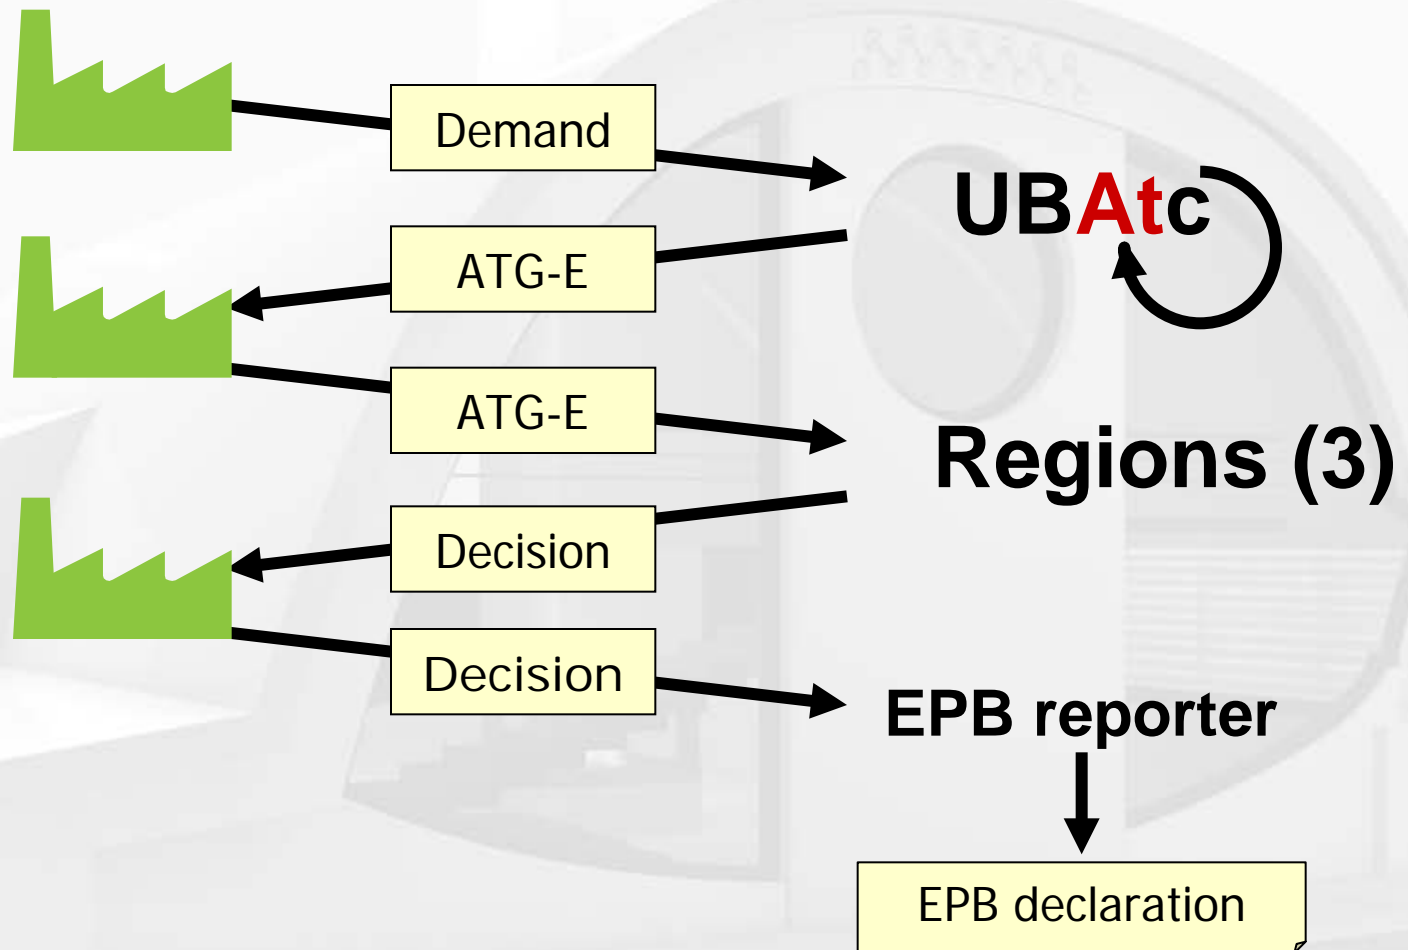 Demand
UBAtc
ATG-E
ATG-E
Regions (3)
Decision
Decision
EPB reporter
EPB declaration